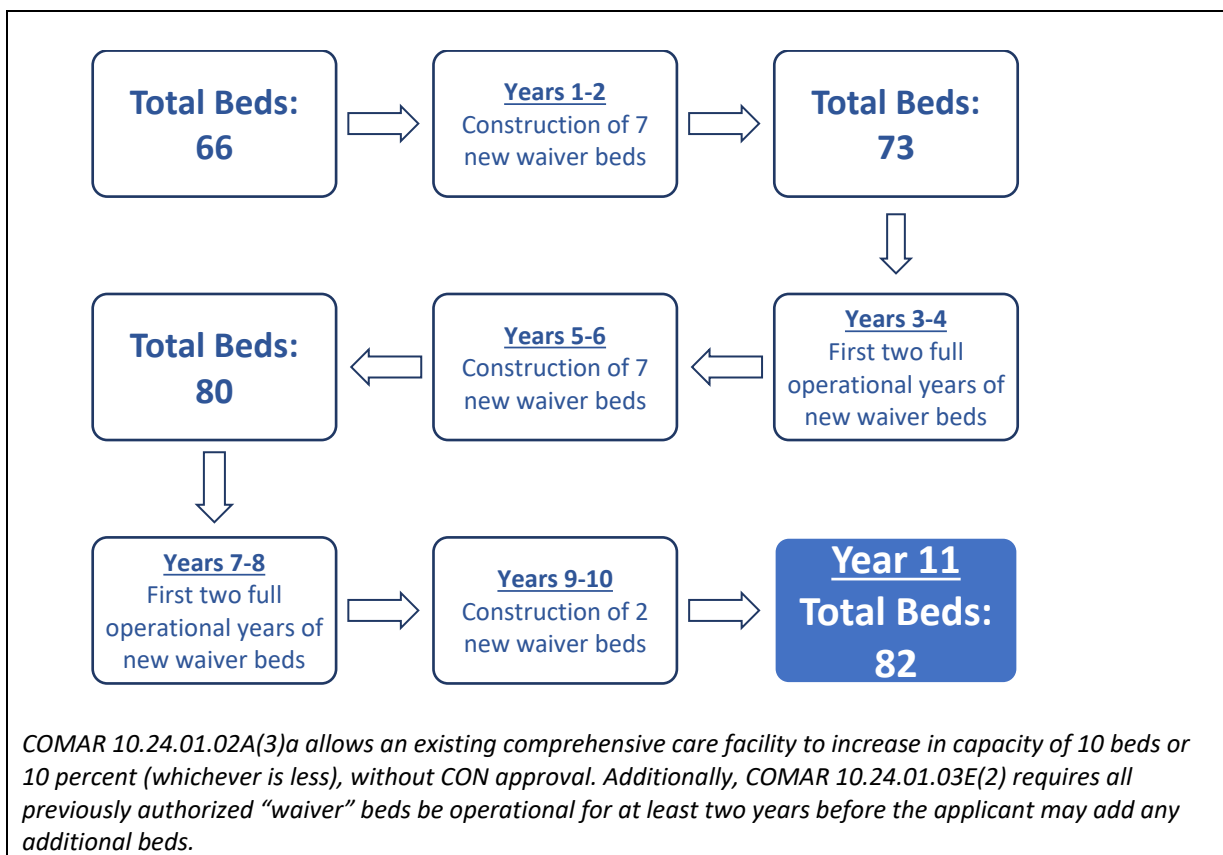 Total Beds:
66
Years 1-2
Construction of 7
new waiver beds
Total Beds:
73
Years 3-4
First two full
operational years of
new waiver beds
Years 5-6
Construction of 7
new waiver beds
Total Beds:
80
Years 7-8
First two full
operational years of
new waiver beds
Years 9-10
Construction of 2
new waiver beds
Year 11
Total Beds:
82
COMAR 10.24.01.02A(3)a allows an existing comprehensive care facility to increase in capacity of 10 beds or
10 percent (whichever is less), without CON approval. Additionally, COMAR 10.24.01.03E(2) requires all
previously authorized “waiver” beds be operational for at least two years before the applicant may add any
additional beds.